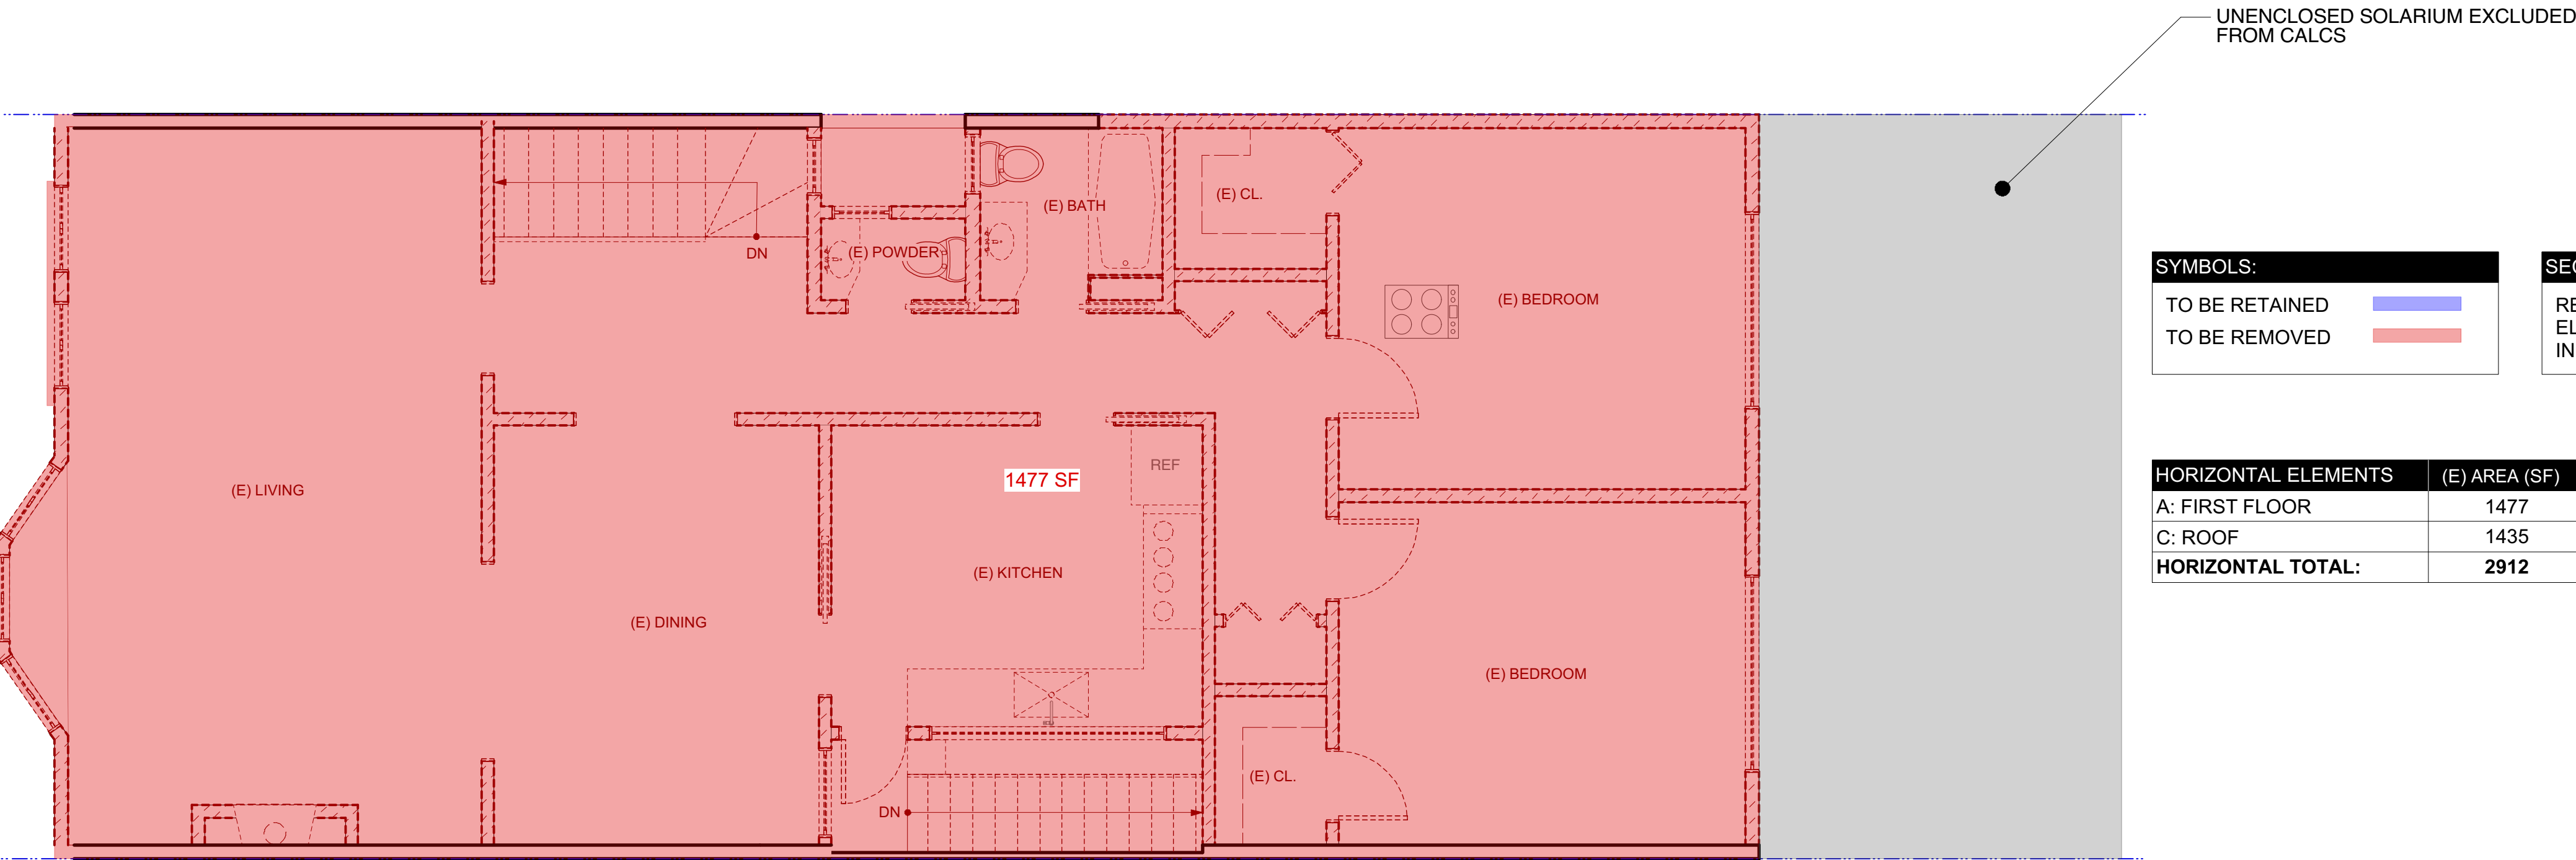 UNENCLOSED SOLARIUM EXCLUDED
FROM CALCS
(E) CL.
(E) BATH
(E) POWDER
DN
(E) BEDROOM
SYMBOLS:
TO BE RETAINED
TO BE REMOVED
REF
1477 SF
(E) LIVING
(E) KITCHEN
(E) DINING
(E) BEDROOM
(E) CL.
DN
HORIZONTAL ELEMENTS (E) AREA (SF)
A: FIRST FLOOR 1477
C: ROOF 1435
HORIZONTAL TOTAL: 2912